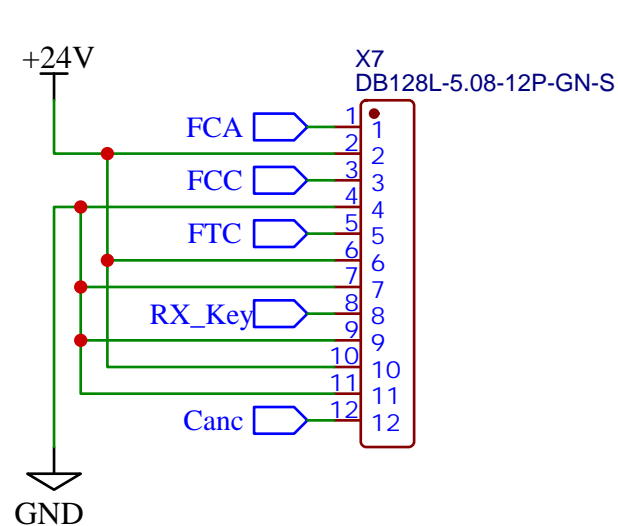 +24V
X7
DB128L-5.08-12P-GN-S
FCA 1 1
2 2
FCC 3 3
4 4
FTC 5 5
6 6
7 7
RX_Key 8 8
9 9
10 10
11 11
Canc 12 12
GND